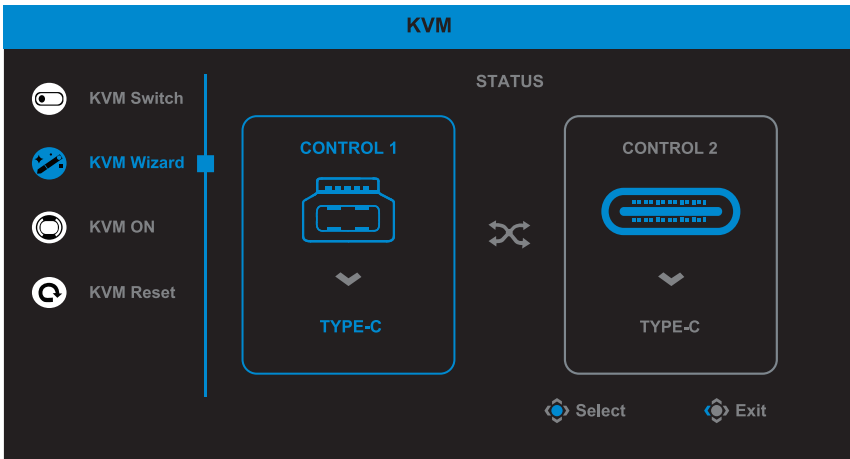 KVM
KVM Switch
KVM Wizard
KVM ON
KVM Reset
STATUS
CONTROL 1
TYPE-C
CONTROL 2
TYPE-C
Select
Exit